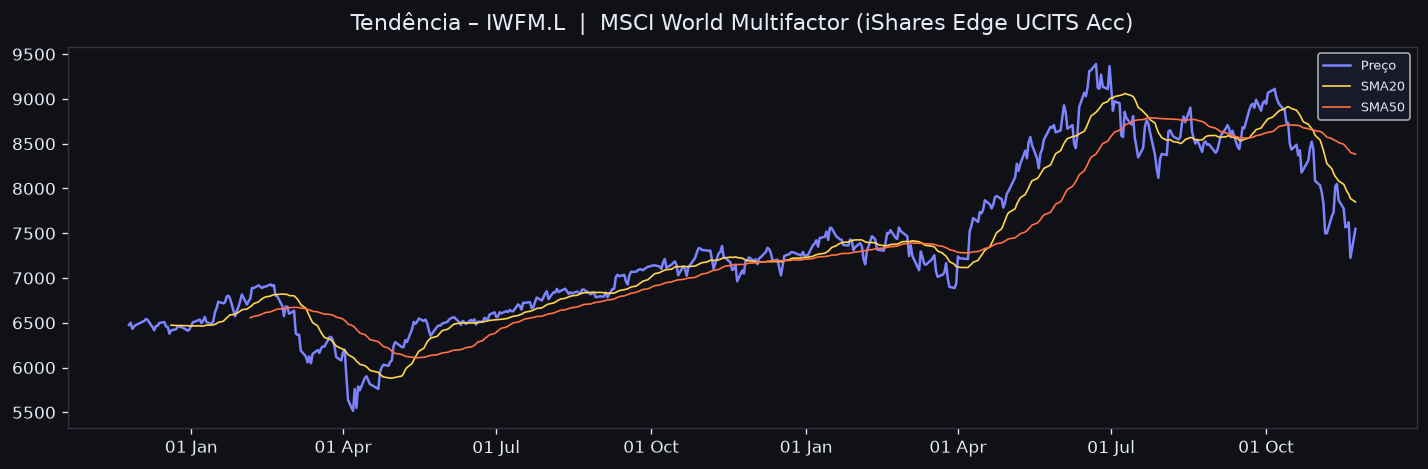 Tendência – IWFM.L | MSCI World Multifactor (iShares Edge UCITS Acc)
Preço
SMA20
SMA50
9500
9000
8500
8000
7500
7000
6500
6000
5500
01 Jan
01 Apr
01 Jul
01 Oct
01 Jan
01 Apr
01 Jul
01 Oct